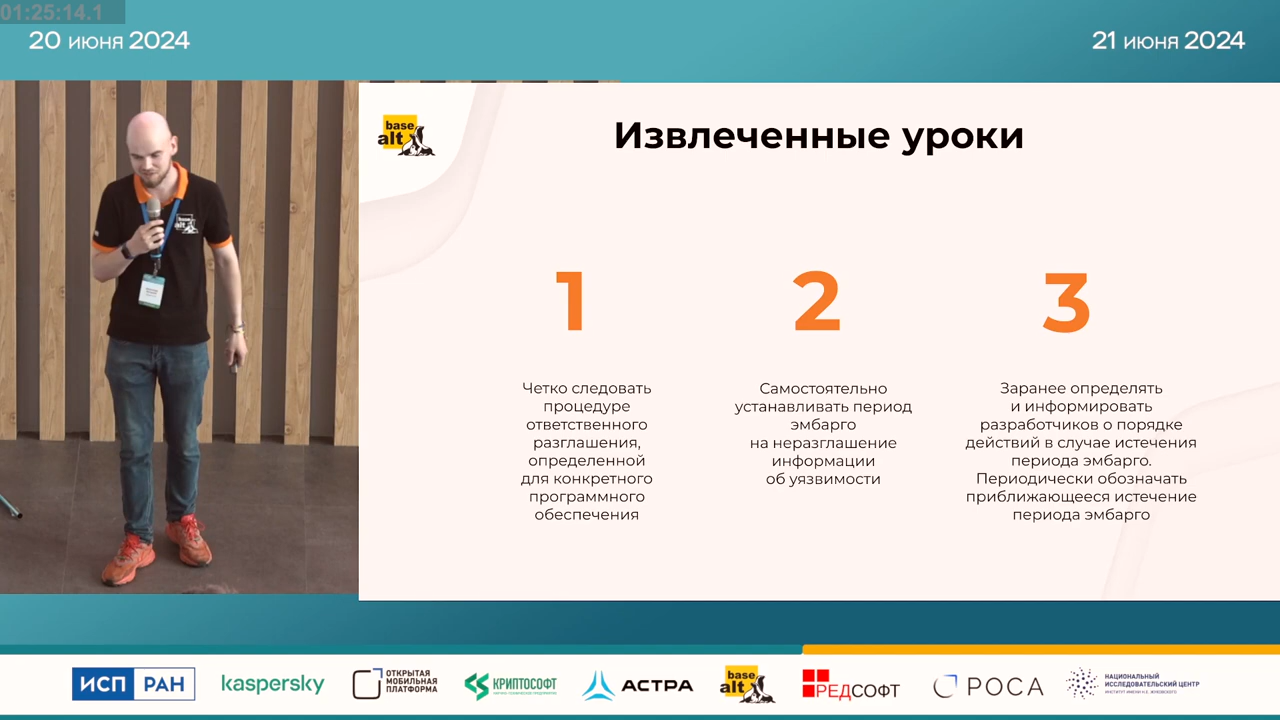 01:25:14.1
20 июня 2024
21 июня 2024
base
alt
Извлеченные уроки
1
2
3
Четко следовать
процедуре
ответственного
разглашения,
определенной
для конкретного
программного
обеспечения
Самостоятельно
устанавливать период
эмбарго
на неразглашение
информации
об уязвимости
Заранее определять
и информировать
разработчиков о порядке
действий в случае истечения
периода эмбарго.
Периодически обозначать
приближающееся истечение
периода эмбарго
base
alt
ИСП РАН
kaspersky
ОТКРЫТАЯ
МОБИЛЬНАЯ
ПЛАТФОРМА
КРИПТОСОФТ
АСТРА
base
alt
РЕДСОФТ
РОСА
НАЦИОНАЛЬНЫЙ
ИССЛЕДОВАТЕЛЬСКИЙ ЦЕНТР